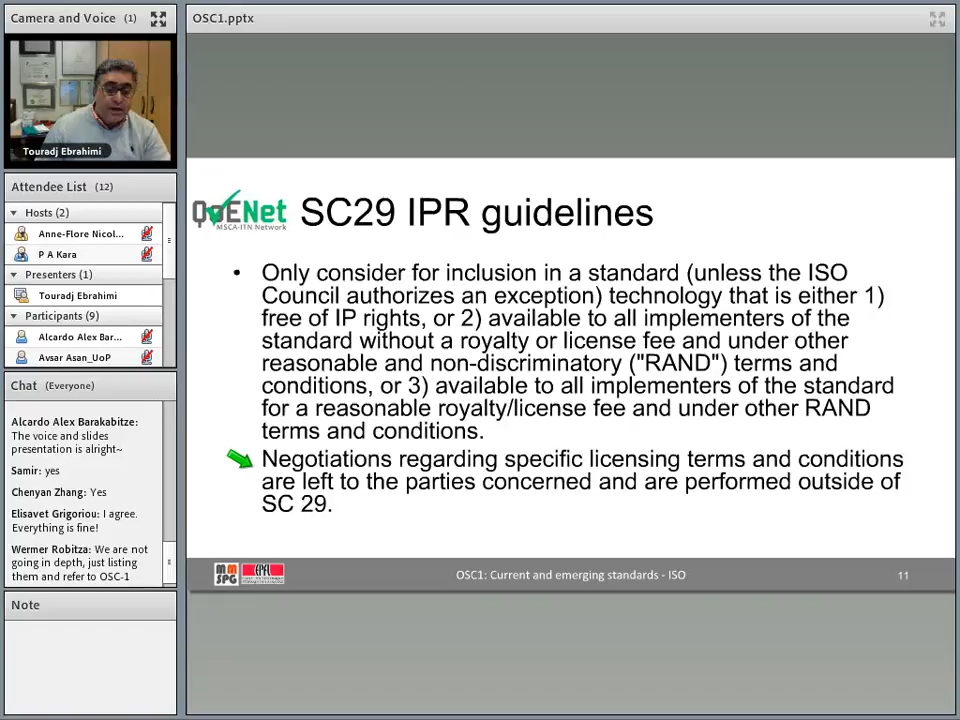 Camera and Voice (1)
Touradj Ebrahimi
Attendee List (12)
Hosts (2)
Anne-Flore Nicol...
P A Kara
Presenters (1)
Touradj Ebrahimi
Participants (9)
Alcardo Alex Bar...
Avsar Asan_UoP
Chat (Everyone)
Alcardo Alex Barakabitze:
The voice and slides
presentation is alright~
Samir: yes
Chenyan Zhang: Yes
Elisavet Grigoriou: I agree.
Everything is fine!
Werner Robitza: We are not
going in depth, just listing
them and refer to OSC-1
Note
OSC1.pptx
QoENet
MSCA-ITN Network
SC29 IPR guidelines
• Only consider for inclusion in a standard (unless the ISO
Council authorizes an exception) technology that is either 1)
free of IP rights, or 2) available to all implementers of the
standard without a royalty or license fee and under other
reasonable and non-discriminatory ("RAND") terms and
conditions, or 3) available to all implementers of the standard
for a reasonable royalty/license fee and under other RAND
terms and conditions.
Negotiations regarding specific licensing terms and conditions
are left to the parties concerned and are performed outside of
SC 29.
MMSPG
EPFL
OSC1: Current and emerging standards - ISO
11